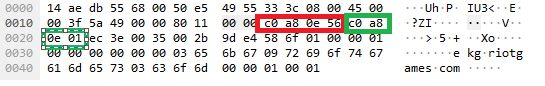 0000 14 ae db 55 68 00 50 e5 49 55 33 3c 08 00 45 00 ···Uh·P· IU3<··E·
0010 00 3f 5a 49 00 00 80 11 00 00 c0 a8 0e 56 c0 a8 ·?ZI···· ·····V··
0020 0e 01 ec 3e 00 35 00 2b 9d e4 58 6f 01 00 00 01 ···>·5·+ ··Xo····
0030 00 00 00 00 00 00 03 65 6b 67 09 72 69 6f 74 67 ·······e kg·riotg
0040 61 6d 65 73 03 63 6f 6d 00 00 01 00 01 ames·com ·····